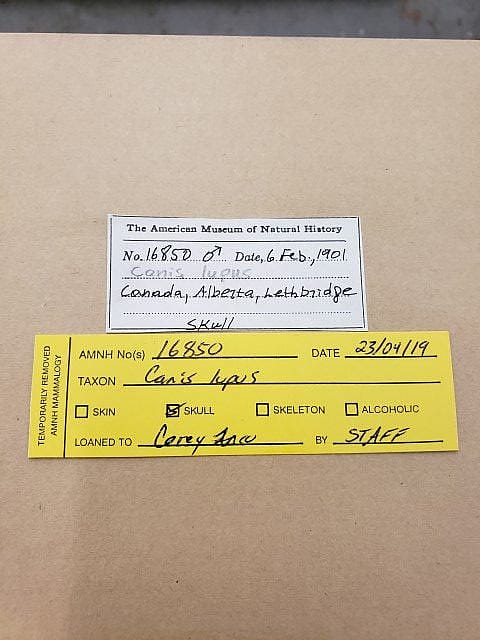 The American Museum of Natural History
No. 16850 ♂ Date, 6 Feb., 1901
Canis lupus
Canada, Alberta, Lethbridge
Skull
TEMPORARILY REMOVED
AMNH MAMMALOGY
AMNH No(s) 16850 DATE 23/04/19
TAXON Canis lupus
SKIN SKULL SKELETON ALCOHOLIC
LOANED TO Corey BY STAFF